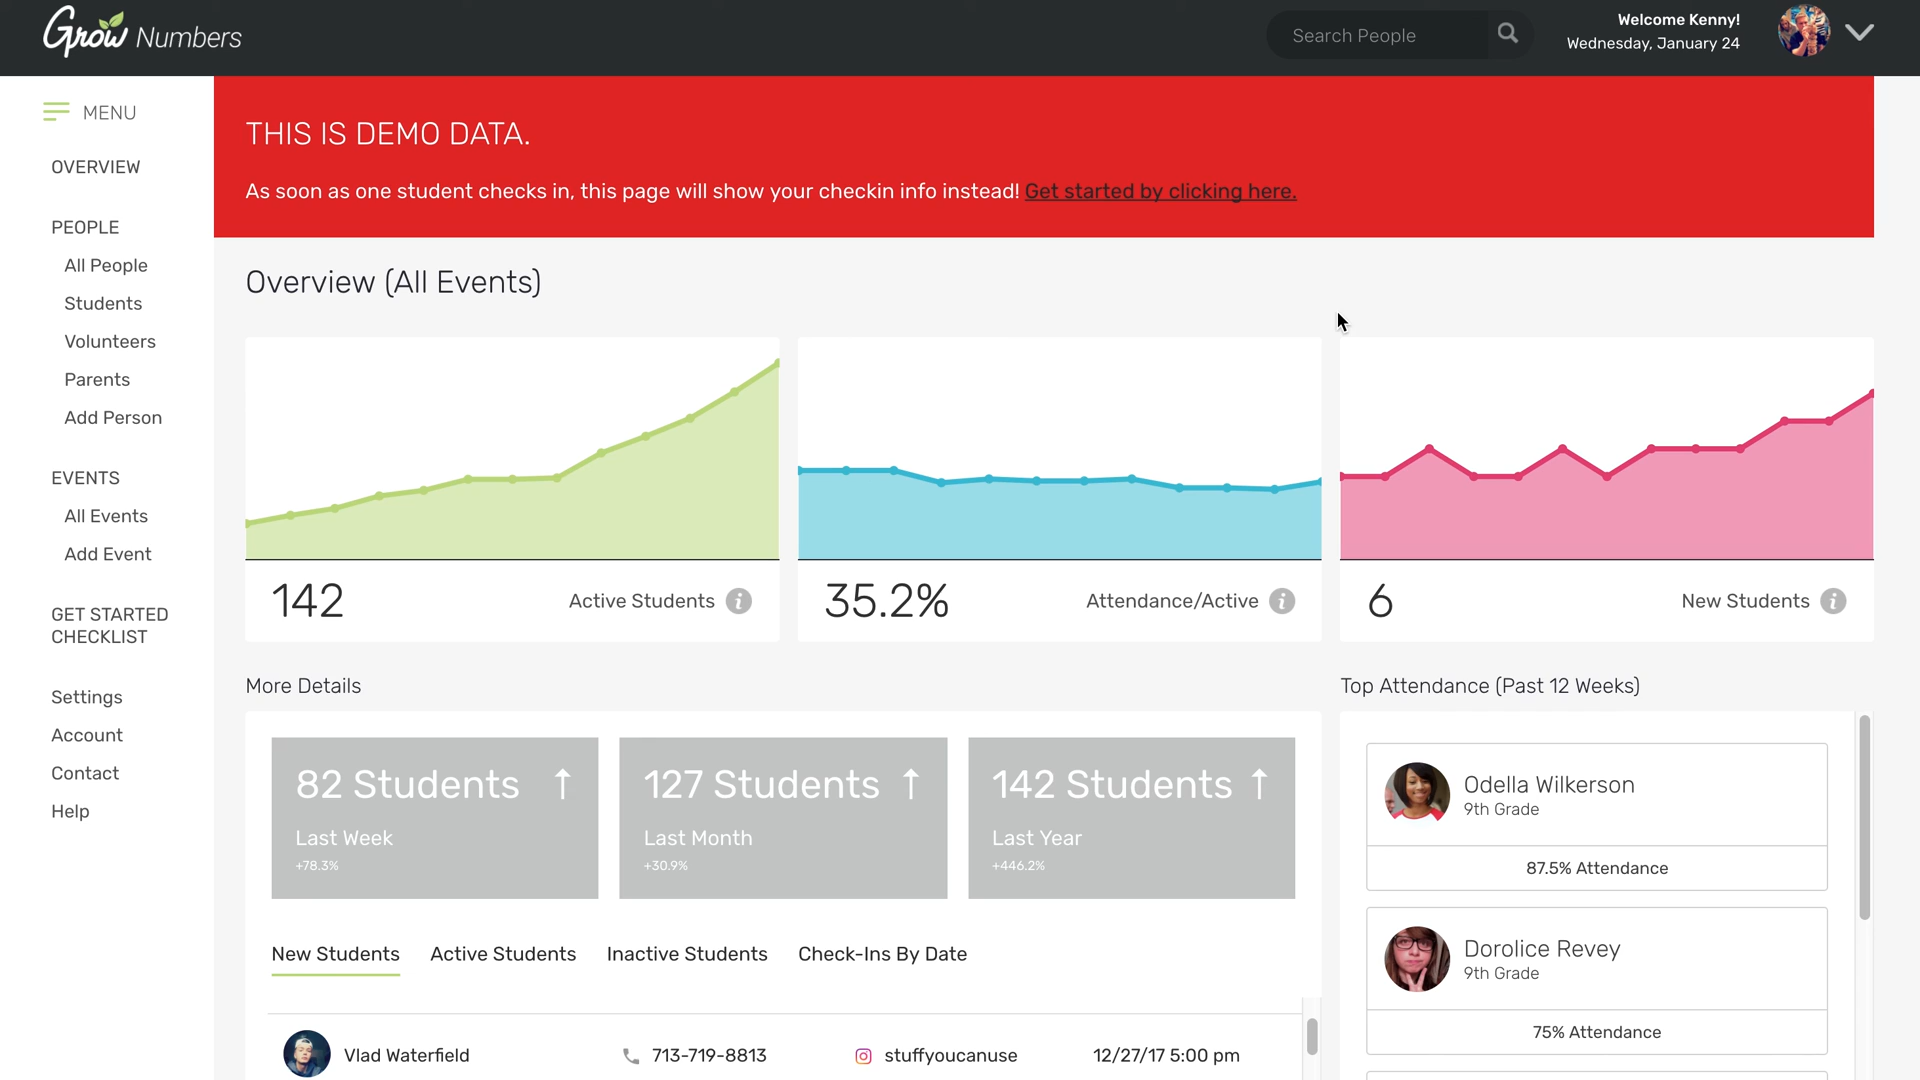 Grow Numbers
Search People
Welcome Kenny!
Wednesday, January 24
MENU
OVERVIEW
PEOPLE
All People
Students
Volunteers
Parents
Add Person
EVENTS
All Events
Add Event
GET STARTED
CHECKLIST
Settings
Account
Contact
Help
THIS IS DEMO DATA.
As soon as one student checks in, this page will show your checkin info instead! Get started by clicking here.
Overview (All Events)
142 Active Students i
35.2% Attendance/Active i
6 New Students i
More Details
82 Students ↑
Last Week
+78.3%
127 Students ↑
Last Month
+30.9%
142 Students ↑
Last Year
+446.2%
New Students Active Students Inactive Students Check-Ins By Date
Vlad Waterfield 713-719-8813 stuffyoucanuse 12/27/17 5:00 pm
Top Attendance (Past 12 Weeks)
Odella Wilkerson
9th Grade
87.5% Attendance
Dorolice Revey
9th Grade
75% Attendance